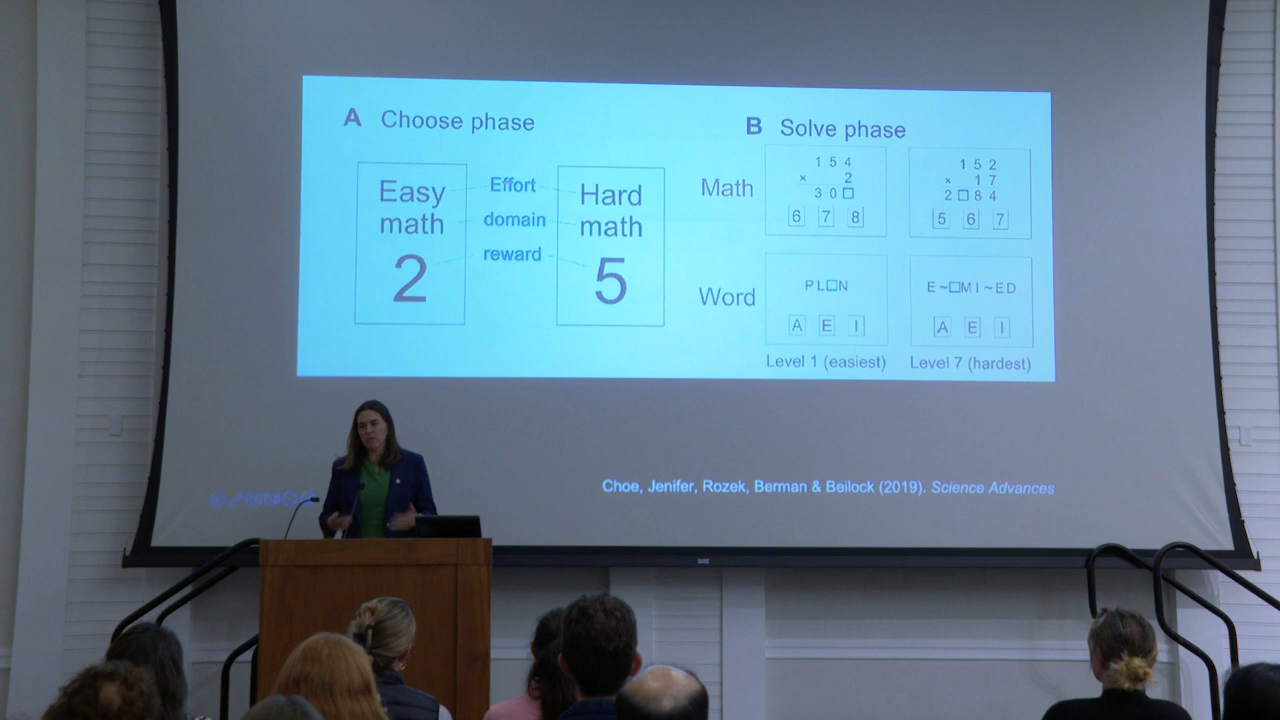 A Choose phase
Easy
math
2
Effort
domain
reward
Hard
math
5
B Solve phase
Math
1 5 4
× 2
3 0 □
6 7 8
1 5 2
× 1 7
2 □ 8 4
5 6 7
Word
P L □ N
A E I
E ~ □ M I ~ E D
A E I
Level 1 (easiest)
Level 7 (hardest)
Choe, Jenifer, Rozek, Berman & Beilock (2019). Science Advances